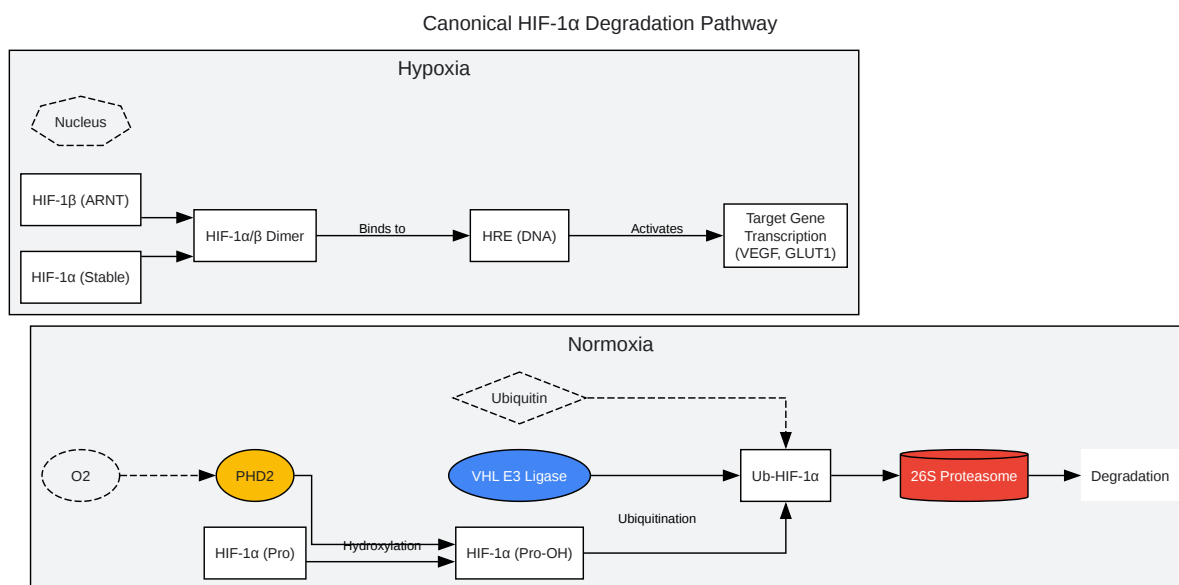 Canonical HIF-1α Degradation Pathway
Hypoxia
Nucleus
HIF-1β (ARNT)
HIF-1α (Stable)
HIF-1α/β Dimer
Binds to
HRE (DNA)
Activates
Target Gene
Transcription
(VEGF, GLUT1)
Normoxia
Ubiquitin
O2
PHD2
VHL E3 Ligase
Ub-HIF-1α
26S Proteasome
Degradation
Ubiquitination
HIF-1α (Pro)
Hydroxylation
HIF-1α (Pro-OH)